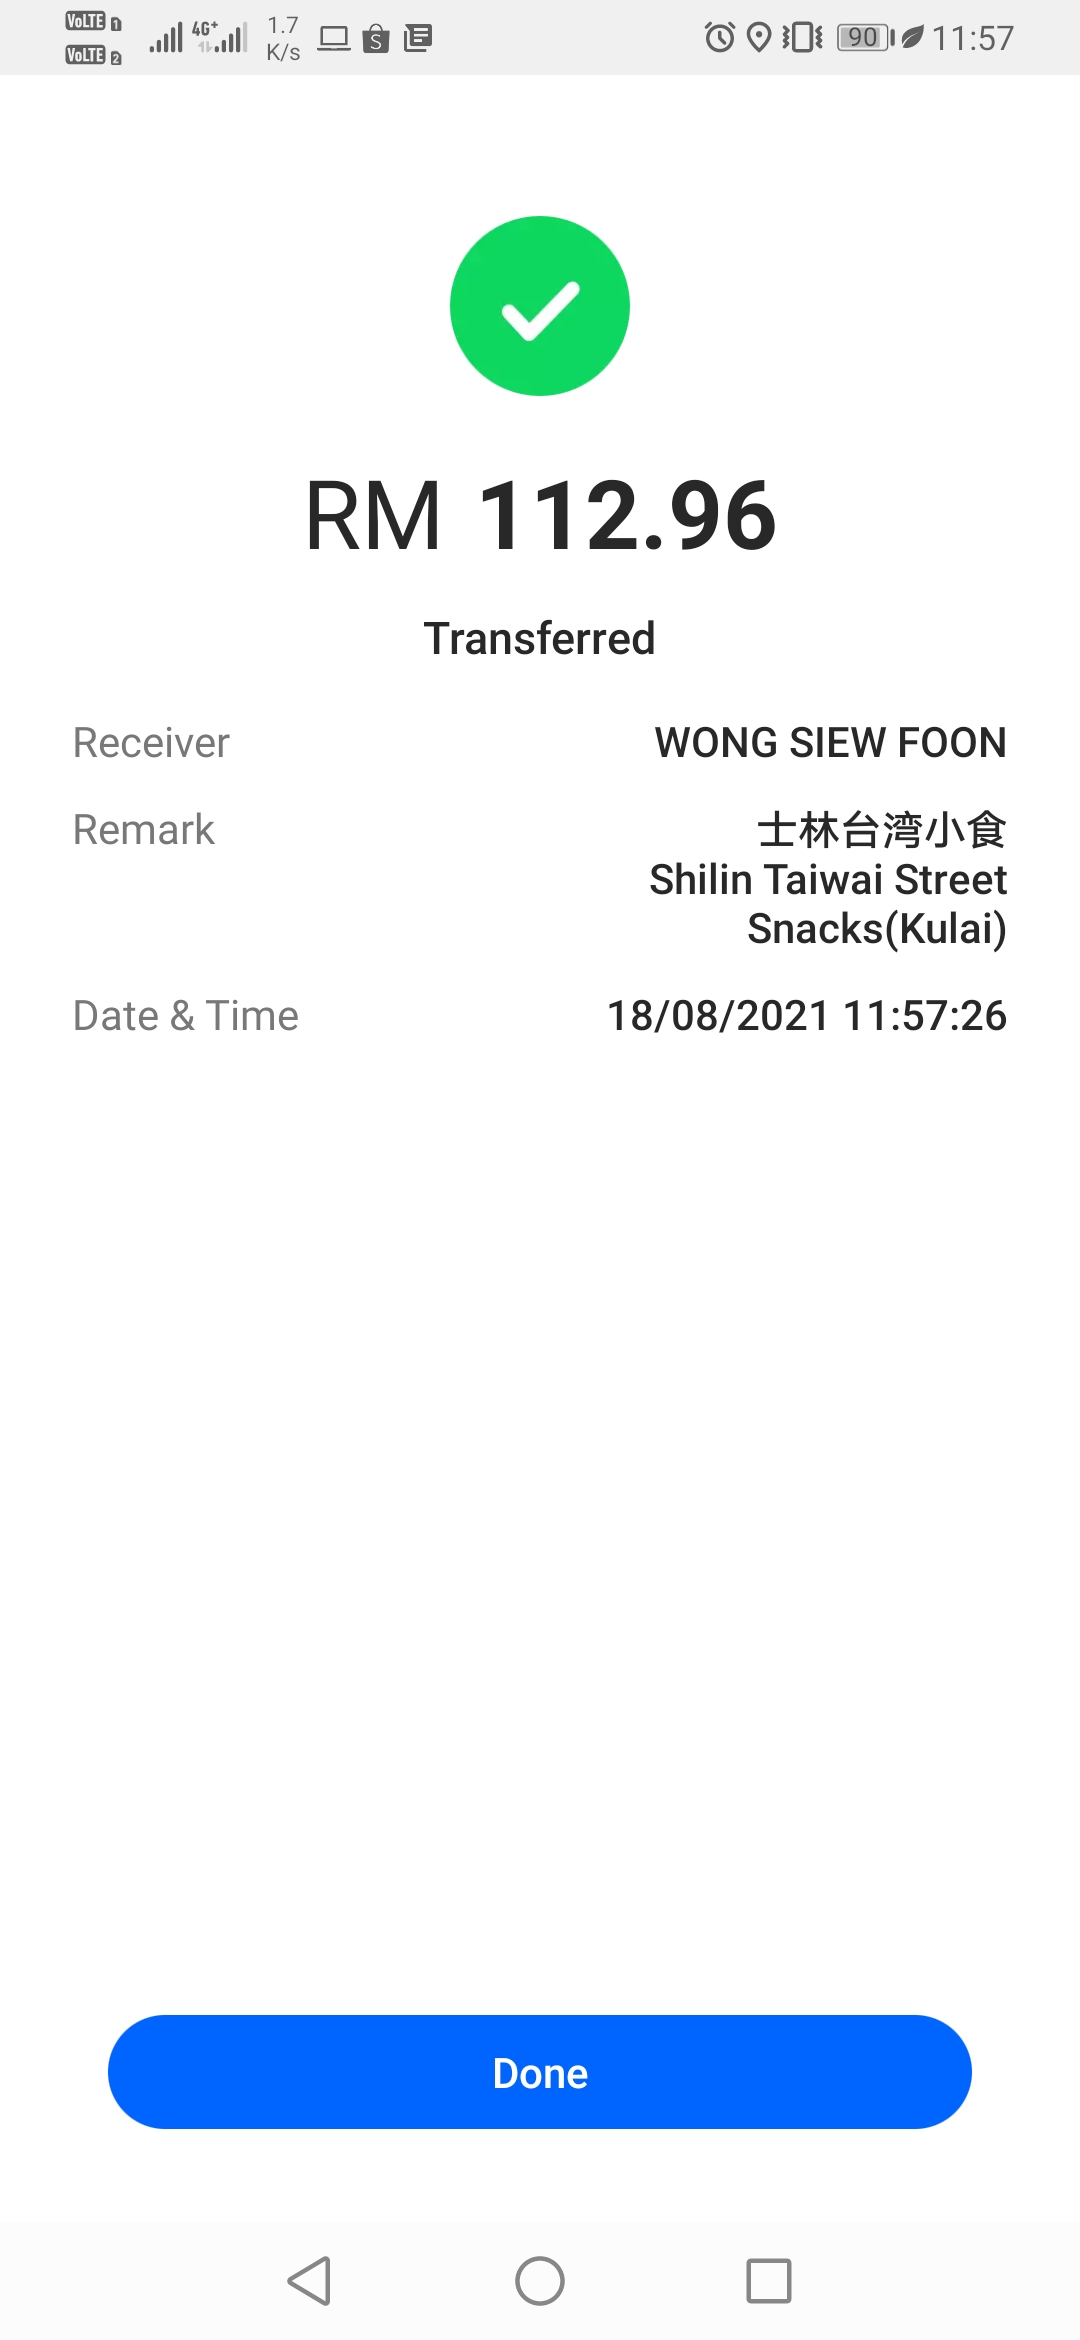 VoLTE 1
VoLTE 2
4G+
1.7
K/s
90
11:57
RM 112.96
Transferred
Receiver WONG SIEW FOON
Remark 士林台湾小食
Shilin Taiwai Street
Snacks(Kulai)
Date & Time 18/08/2021 11:57:26
Done